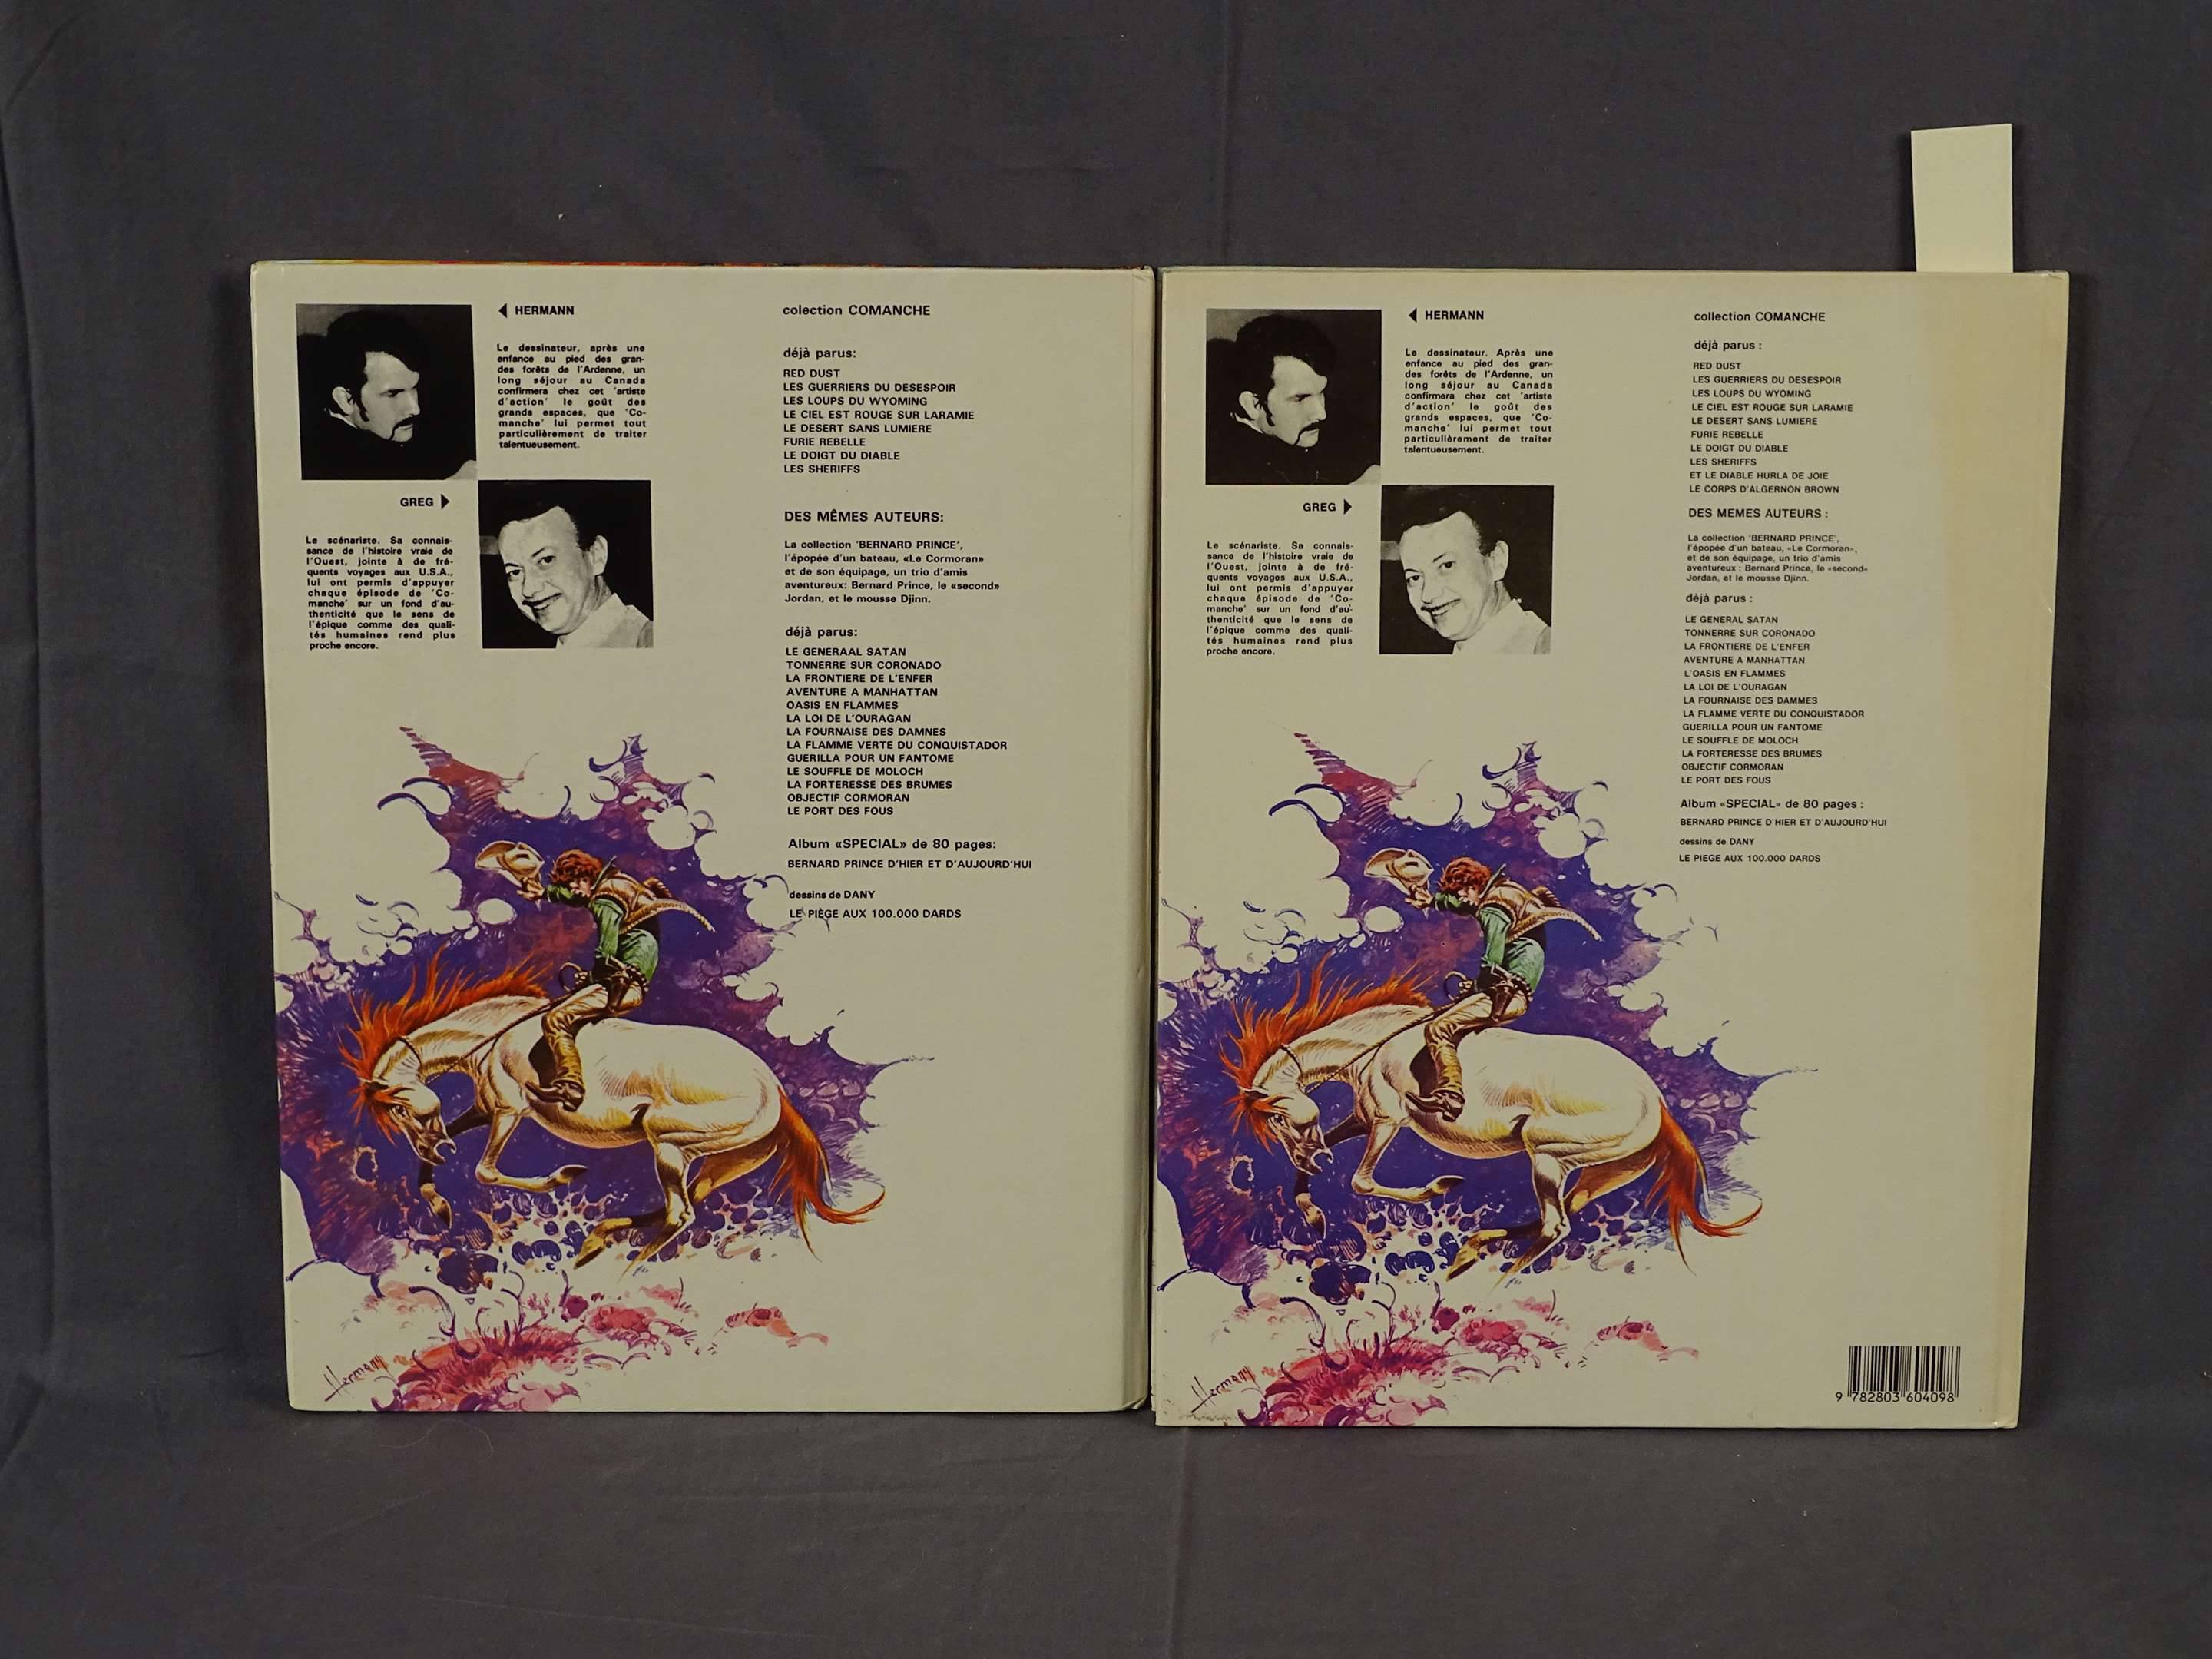 HERMANN
Le dessinateur, après une
enfance au pied des gran-
des forêts de l'Ardenne, un
long séjour au Canada
confirmera chez cet 'artiste
d'action' le goût des
grands espaces, que 'Co-
manche' lui permet tout
particulièrement de traiter
talentueusement.
GREG
Le scénariste. Sa connais-
sance de l'histoire vraie de
l'Ouest, jointe à de fré-
quents voyages aux U.S.A.,
lui ont permis d'appuyer
chaque épisode de 'Co-
manche' sur un fond d'au-
thenticité que le sens de
l'épique comme des quali-
tés humaines rend plus
proche encore.
colection COMANCHE
déjà parus:
RED DUST
LES GUERRIERS DU DESESPOIR
LES LOUPS DU WYOMING
LE CIEL EST ROUGE SUR LARAMIE
LE DESERT SANS LUMIERE
FURIE REBELLE
LE DOIGT DU DIABLE
LES SHERIFFS
DES MÊMES AUTEURS:
La collection 'BERNARD PRINCE',
l'épopée d'un bateau, «Le Cormoran»
et de son équipage, un trio d'amis
aventureux: Bernard Prince, le «second»
Jordan, et le mousse Djinn.
déjà parus:
LE GENERAAL SATAN
TONNERRE SUR CORONADO
LA FRONTIERE DE L'ENFER
AVENTURE A MANHATTAN
OASIS EN FLAMMES
LA LOI DE L'OURAGAN
LA FOURNAISE DES DAMNES
LA FLAMME VERTE DU CONQUISTADOR
GUERILLA POUR UN FANTOME
LE SOUFFLE DE MOLOCH
LA FORTERESSE DES BRUMES
OBJECTIF CORMORAN
LE PORT DES FOUS
Album «SPECIAL» de 80 pages:
BERNARD PRINCE D'HIER ET D'AUJOURD'HUI
dessins de DANY
LE PIÈGE AUX 100.000 DARDS
Hermann
HERMANN
Le dessinateur. Après une
enfance au pied des gran-
des forêts de l'Ardenne, un
long séjour au Canada
confirmera chez cet 'artiste
d'action' le goût des
grands espaces, que 'Co-
manche' lui permet tout
particulièrement de traiter
talentueusement.
GREG
Le scénariste. Sa connais-
sance de l'histoire vraie de
l'Ouest, jointe à de fré-
quents voyages aux U.S.A.,
lui ont permis d'appuyer
chaque épisode de 'Co-
manche' sur un fond d'au-
thenticité que le sens de
l'épique comme des quali-
tés humaines rend plus
proche encore.
collection COMANCHE
déjà parus :
RED DUST
LES GUERRIERS DU DESESPOIR
LES LOUPS DU WYOMING
LE CIEL EST ROUGE SUR LARAMIE
LE DESERT SANS LUMIERE
FURIE REBELLE
LE DOIGT DU DIABLE
LES SHERIFFS
ET LE DIABLE HURLA DE JOIE
LE CORPS D'ALGERNON BROWN
DES MEMES AUTEURS :
La collection 'BERNARD PRINCE',
l'épopée d'un bateau, «Le Cormoran»,
et de son équipage, un trio d'amis
aventureux : Bernard Prince, le «second»
Jordan, et le mousse Djinn.
déjà parus :
LE GENERAL SATAN
TONNERRE SUR CORONADO
LA FRONTIERE DE L'ENFER
AVENTURE A MANHATTAN
L'OASIS EN FLAMMES
LA LOI DE L'OURAGAN
LA FOURNAISE DES DAMMES
LA FLAMME VERTE DU CONQUISTADOR
GUERILLA POUR UN FANTOME
LE SOUFFLE DE MOLOCH
LA FORTERESSE DES BRUMES
OBJECTIF CORMORAN
LE PORT DES FOUS
Album «SPECIAL» de 80 pages :
BERNARD PRINCE D'HIER ET D'AUJOURD'HUI
dessins de DANY
LE PIEGE AUX 100.000 DARDS
Hermann
9 782803 604098